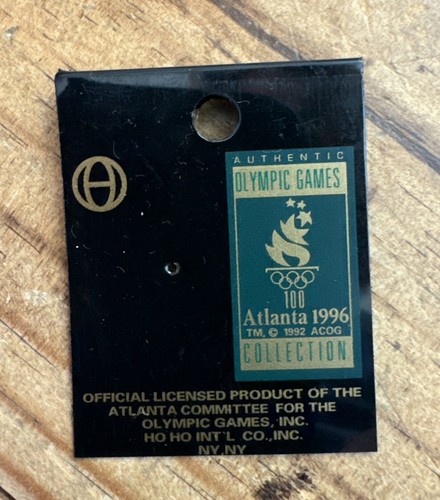 AUTHENTIC
OLYMPIC GAMES
100
Atlanta 1996
TM, © 1992 ACOG
COLLECTION
OFFICIAL LICENSED PRODUCT OF THE
ATLANTA COMMITTEE FOR THE
OLYMPIC GAMES, INC.
HO HO INT'L CO.,INC.
NY,NY